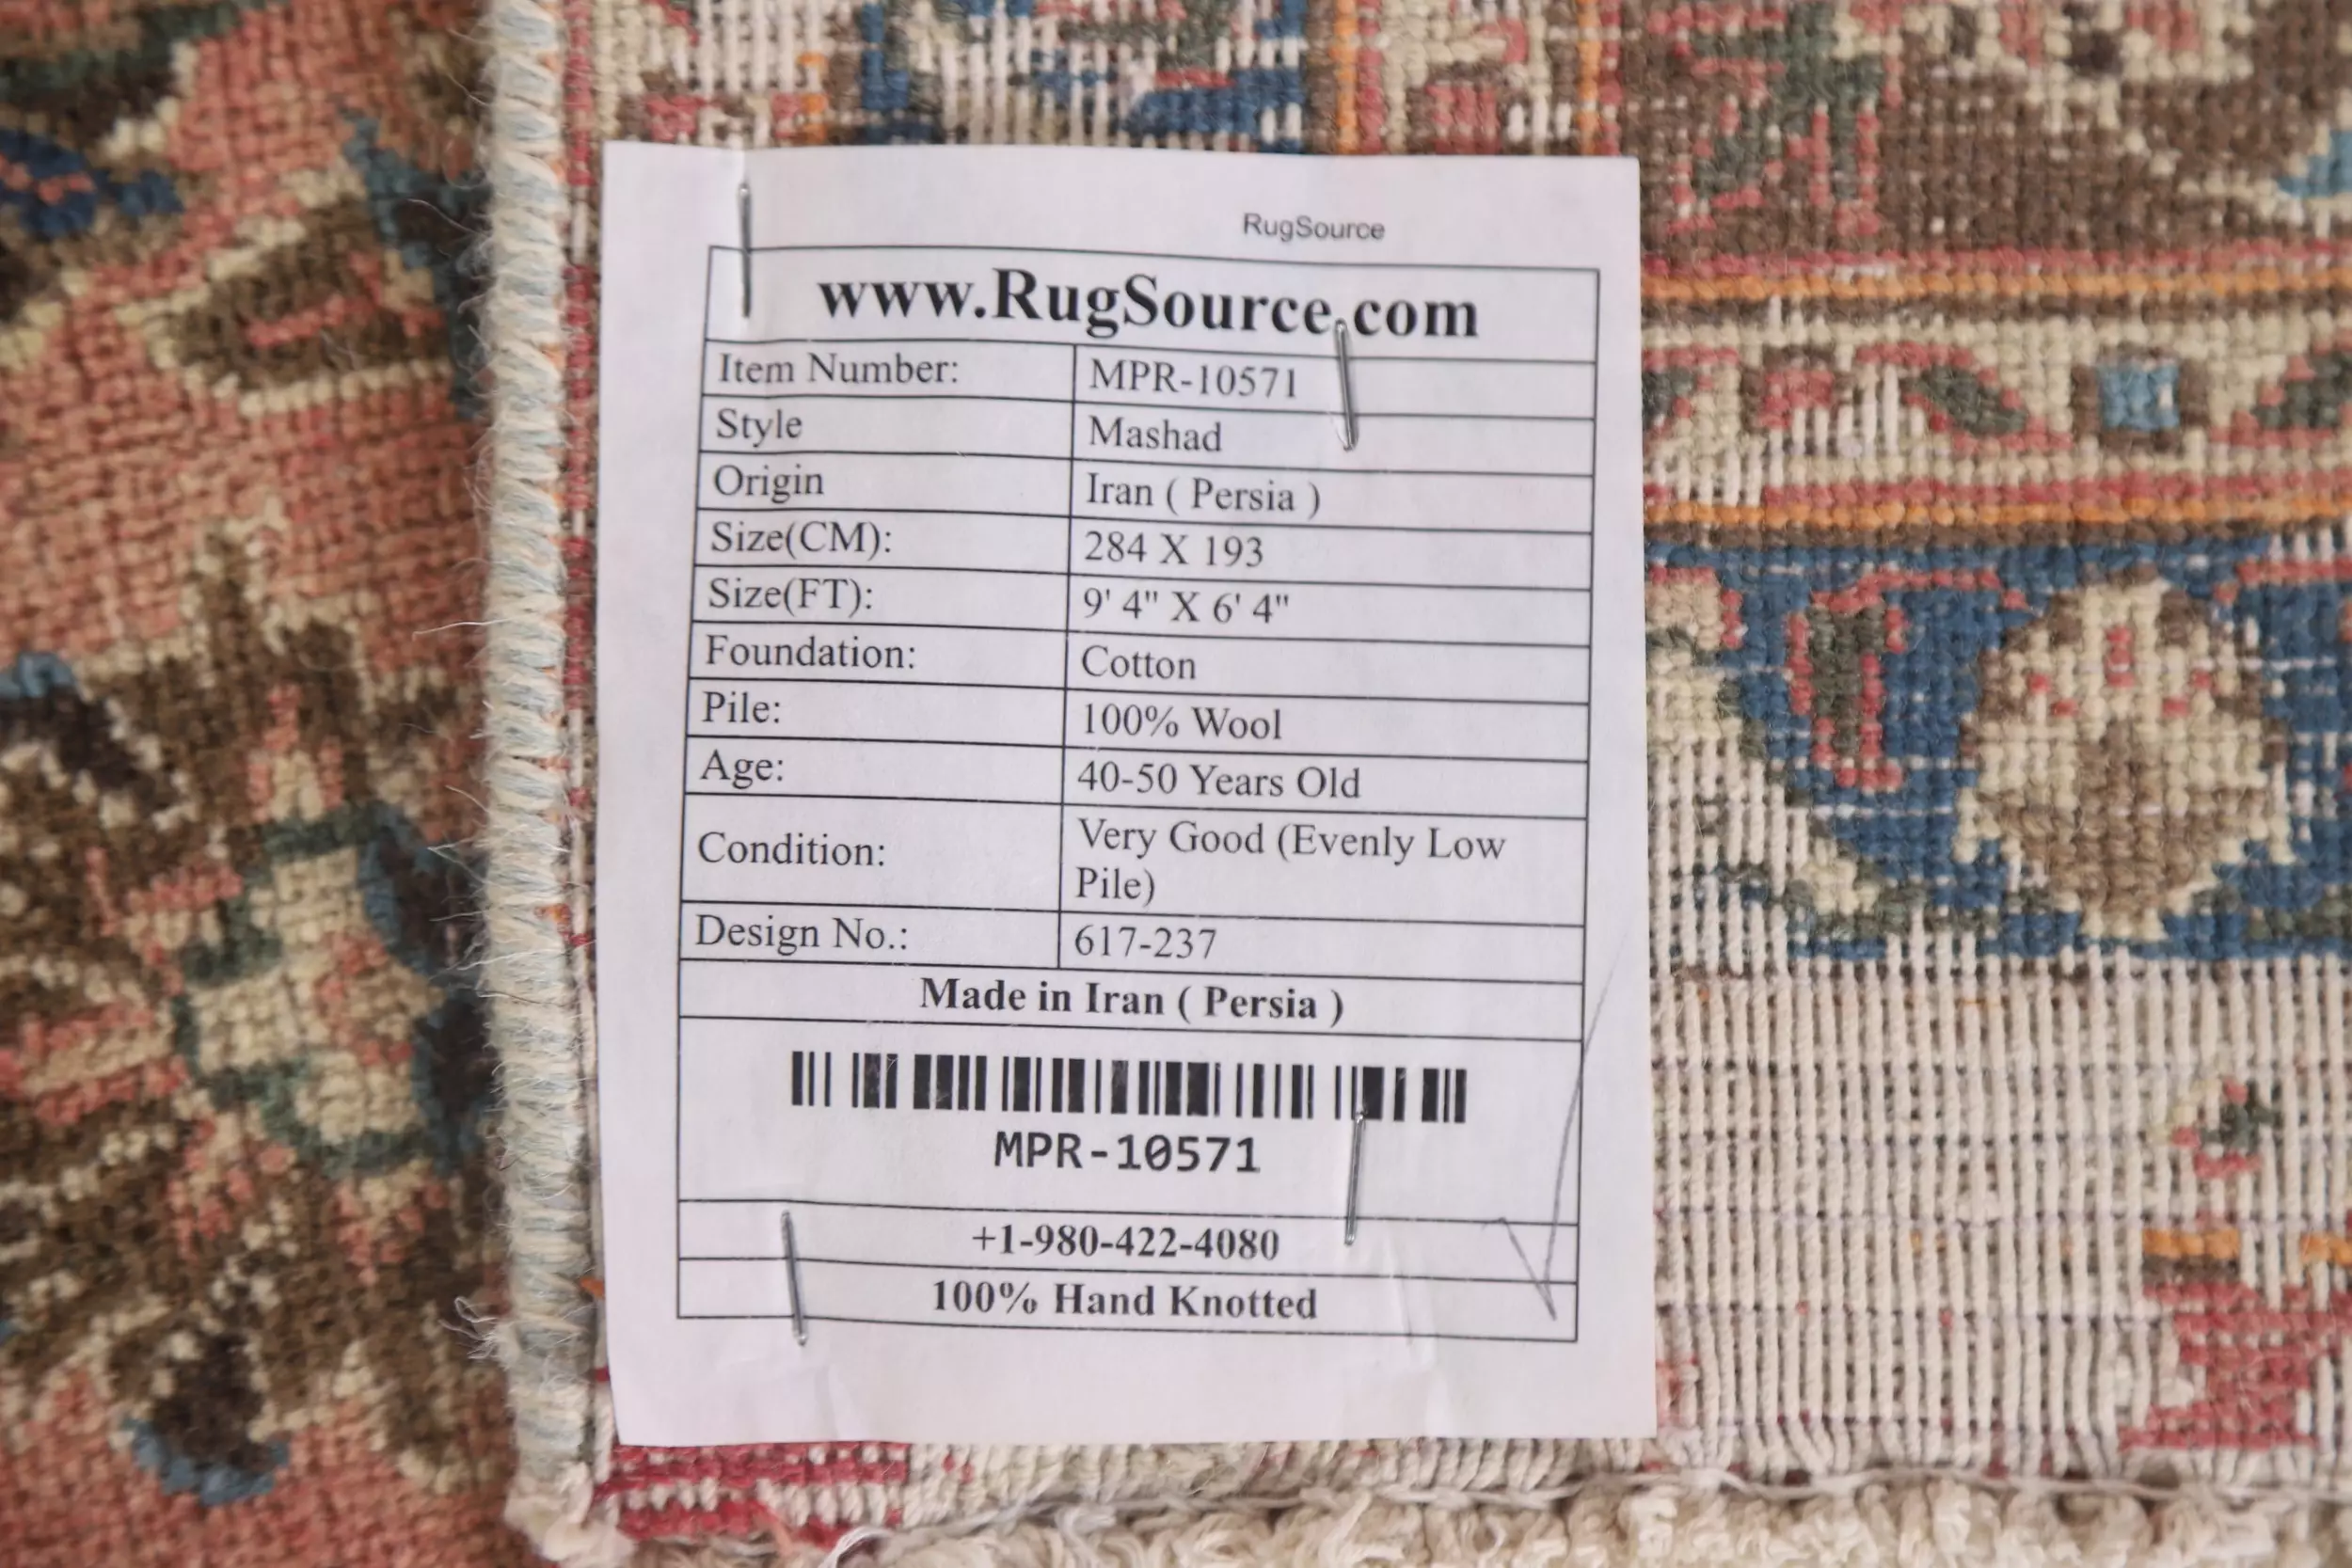 RugSource
www.RugSource.com
Item Number: MPR-10571
Style Mashad
Origin Iran ( Persia )
Size(CM): 284 X 193
Size(FT): 9' 4" X 6' 4"
Foundation: Cotton
Pile: 100% Wool
Age: 40-50 Years Old
Condition: Very Good (Evenly Low
Pile)
Design No.: 617-237
Made in Iran ( Persia )
MPR-10571
+1-980-422-4080
100% Hand Knotted